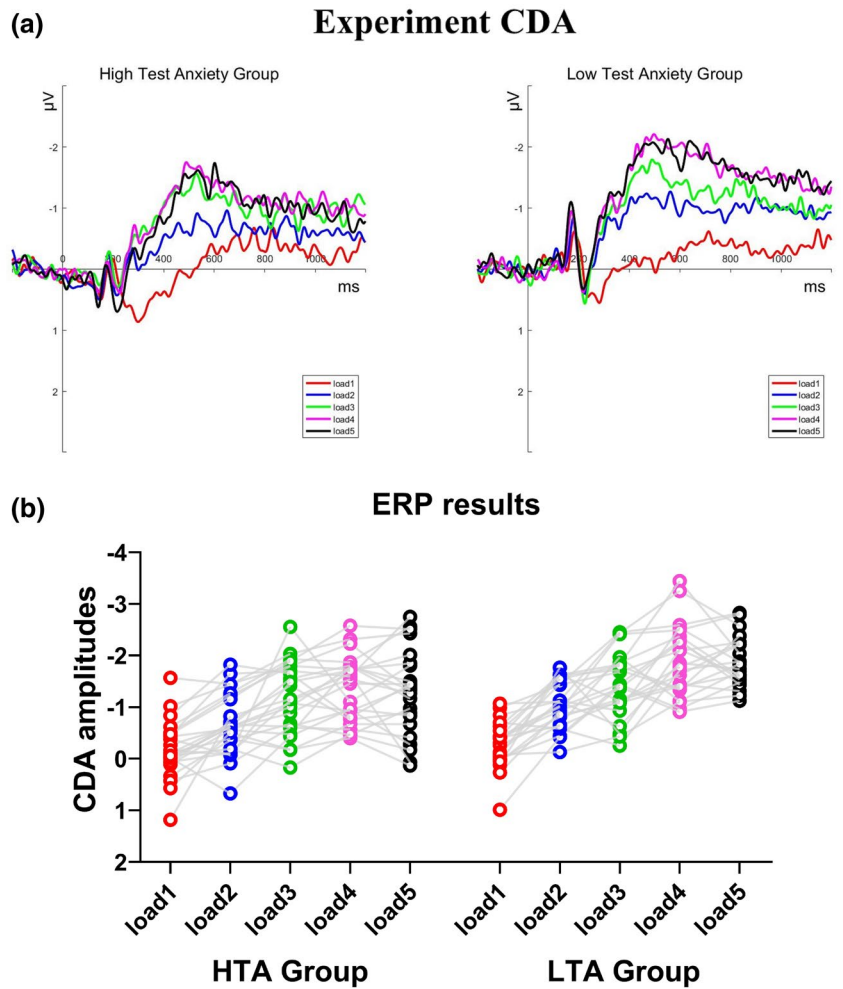 (a)
Experiment CDA
High Test Anxiety Group
µV
-2
-1
1
2
0
400
600
800
1000
ms
load1
load2
load3
load4
load5
Low Test Anxiety Group
µV
-2
-1
1
2
400
600
800
1000
ms
load1
load2
load3
load4
load5
(b)
ERP results
CDA amplitudes
-4
-3
-2
-1
0
1
2
load1 load2 load3 load4 load5 load1 load2 load3 load4 load5
HTA Group LTA Group